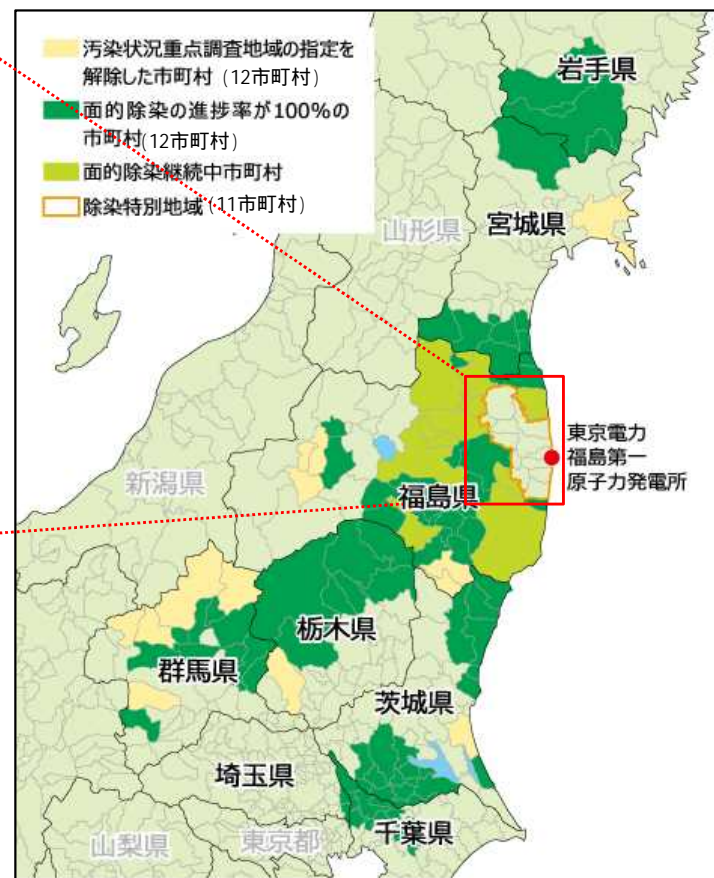 汚染状況重点調査地域の指定を
解除した市町村 (12市町村)
面的除染の進捗率が100%の
市町村(12市町村)
面的除染継続中市町村
除染特別地域 (11市町村)
岩手県
宮城県
山形県
東京電力
福島第一
原子力発電所
新潟県
福島県
栃木県
群馬県
茨城県
埼玉県
千葉県
東京都
山梨県